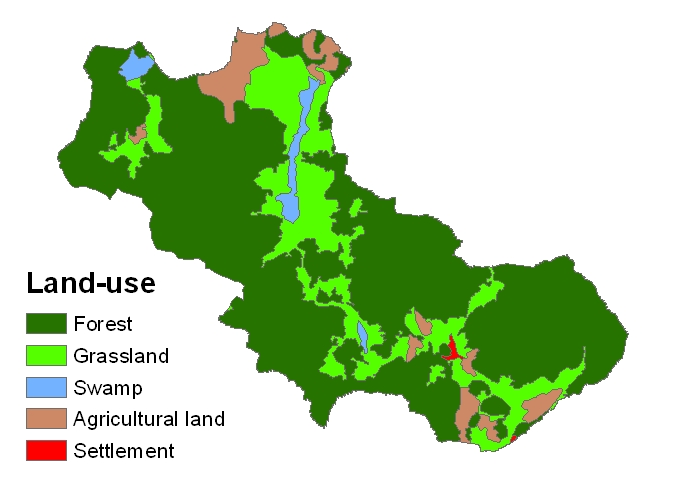 Land-use
Forest
Grassland
Swamp
Agricultural land
Settlement